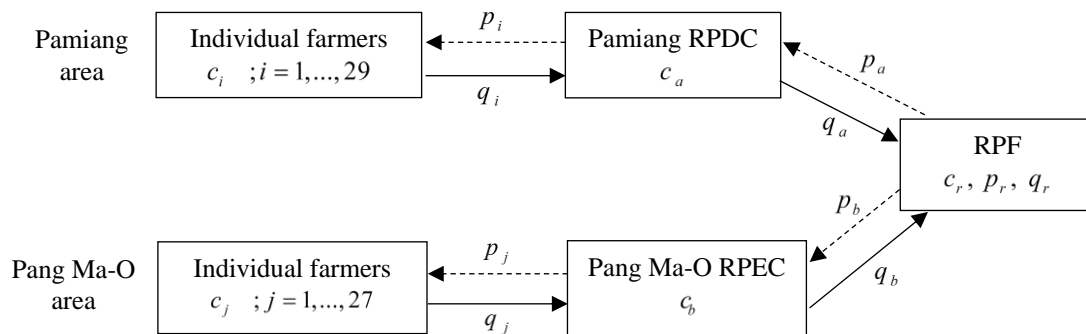 Pamiang
area
Individual farmers
c_i ; i = 1,...,29
p_i
q_i
Pamiang RPDC
c_a
p_a
q_a
RPF
c_r , p_r , q_r
p_b
q_b
Pang Ma-O
area
Individual farmers
c_j ; j = 1,...,27
p_j
q_j
Pang Ma-O RPEC
c_b